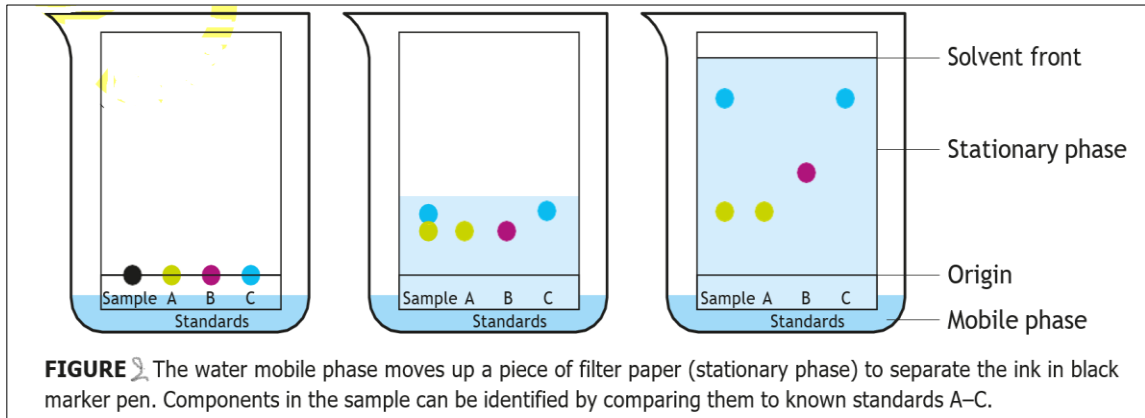 Solvent front
Stationary phase
Origin
Mobile phase
Sample A B C
Standards
Sample A B C
Standards
Sample A B C
Standards
FIGURE 2 The water mobile phase moves up a piece of filter paper (stationary phase) to separate the ink in black
marker pen. Components in the sample can be identified by comparing them to known standards A–C.